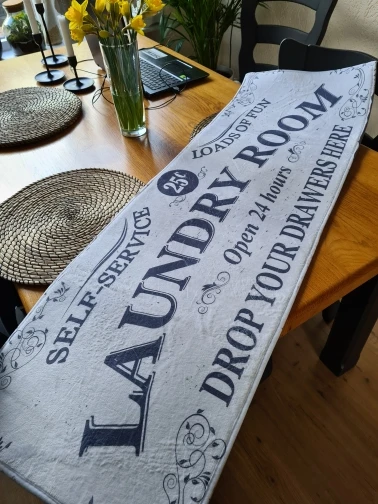 SELF-SERVICE 25¢ LOADS OF FUN
LAUNDRY ROOM
Open 24 hours
DROP YOUR DRAWERS HERE